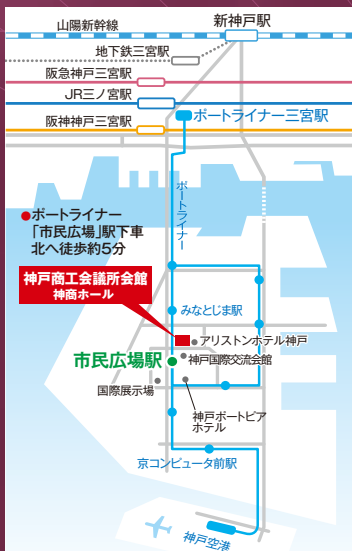 山陽新幹線
新神戸駅
地下鉄三宮駅
阪急神戸三宮駅
JR三ノ宮駅
阪神神戸三宮駅
ポートライナー三宮駅
ポートライナー
●ポートライナー
「市民広場」駅下車
北へ徒歩約5分
神戸商工会議所会館
神商ホール
みなとじま駅
アリストンホテル神戸
市民広場駅
神戸国際交流会館
国際展示場
神戸ポートピア
ホテル
京コンピュータ前駅
神戸空港